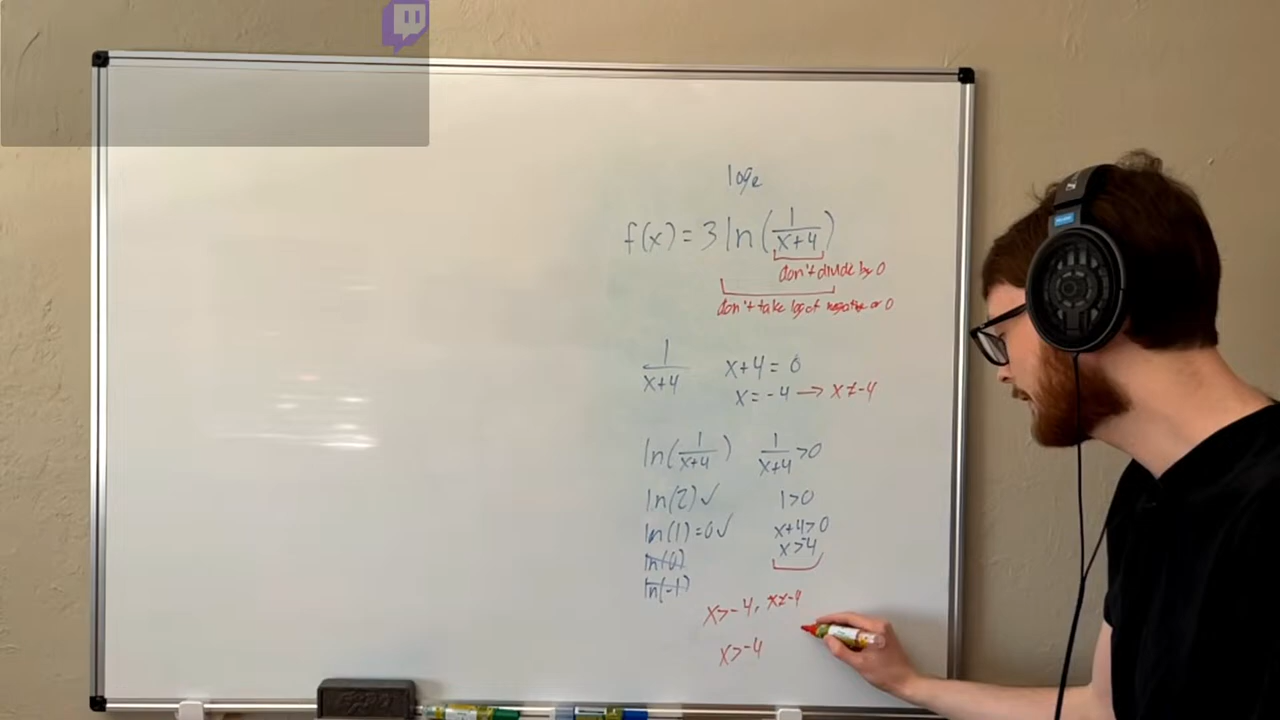 logₑ
f(x) = 3 ln(1/(x+4))
don't divide by 0
don't take log of negative or 0
1/(x+4) x+4 = 0
x = -4 → x ≠ -4
ln(1/(x+4)) 1/(x+4) > 0
ln(2) ✓ 1 > 0
ln(1) = 0 ✓ x+4 > 0
x > -4
ln(0)
ln(-1)
x > -4, x ≠ -4
x > -4